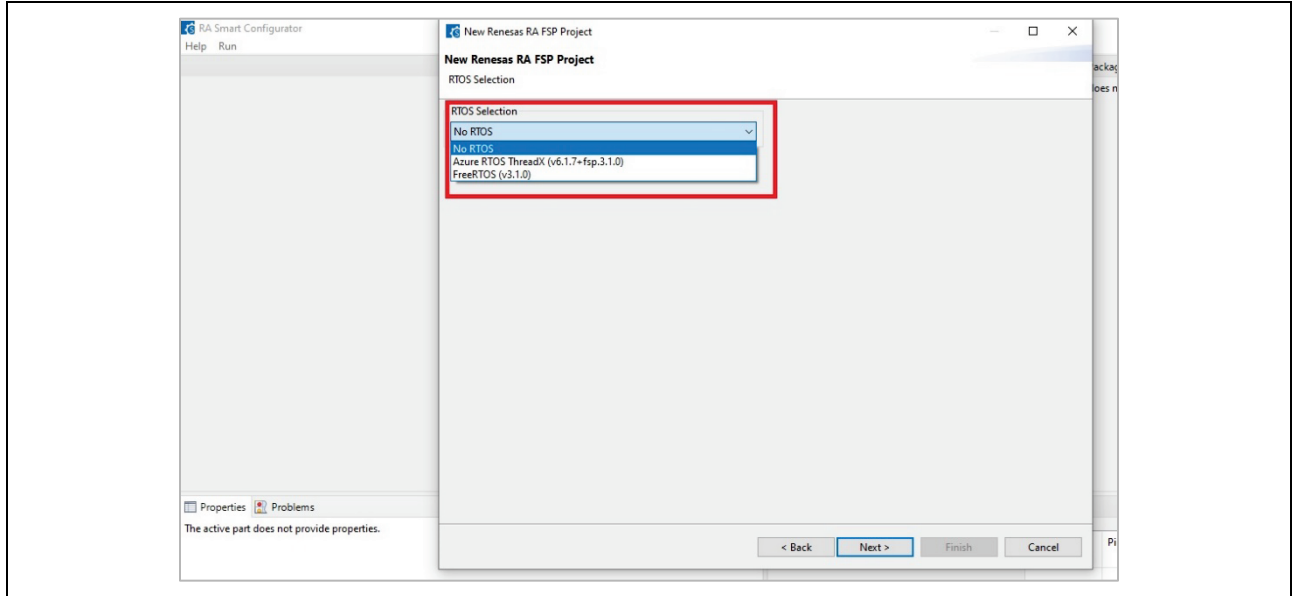 RA Smart Configurator
Help Run
New Renesas RA FSP Project
New Renesas RA FSP Project
RTOS Selection
RTOS Selection
No RTOS
No RTOS
Azure RTOS ThreadX (v6.1.7+fsp.3.1.0)
FreeRTOS (v3.1.0)
Properties
Problems
The active part does not provide properties.
< Back
Next >
Finish
Cancel